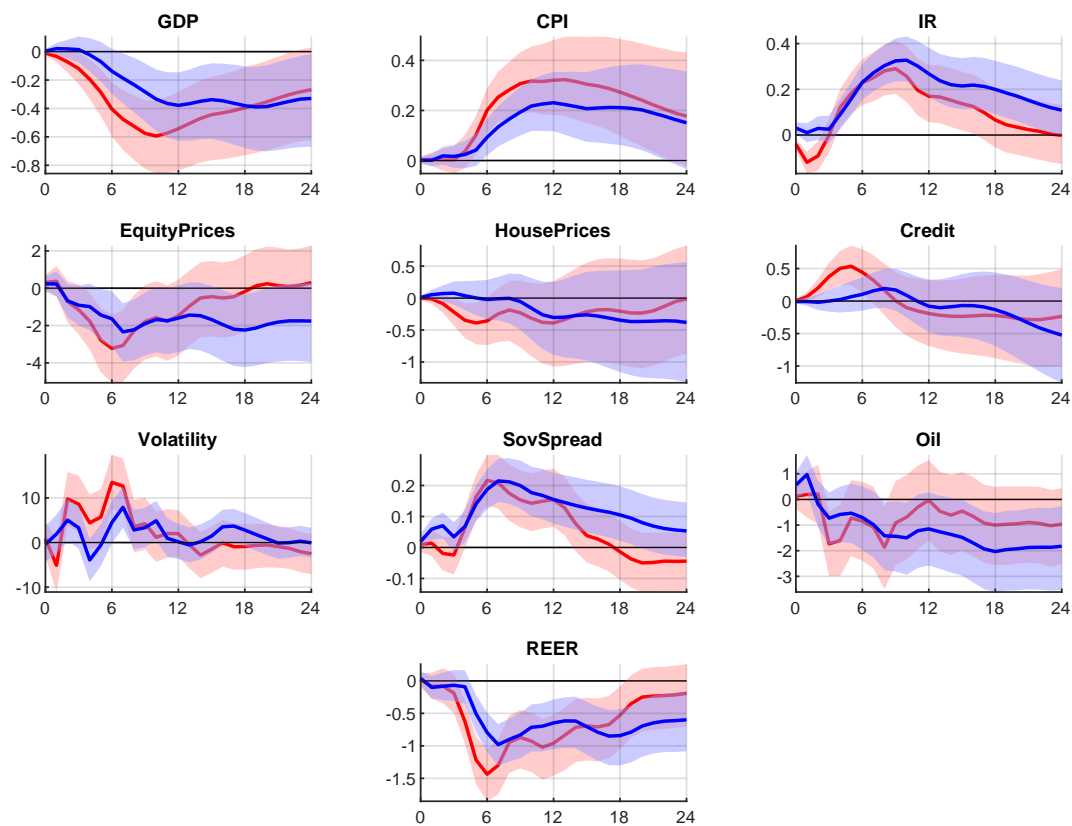 GDP
0
-0.2
-0.4
-0.6
-0.8
0 6 12 18 24
CPI
0.4
0.2
0
0 6 12 18 24
IR
0.4
0.2
0
0 6 12 18 24
EquityPrices
2
0
-2
-4
0 6 12 18 24
HousePrices
0.5
0
-0.5
-1
0 6 12 18 24
Credit
0.5
0
-0.5
-1
0 6 12 18 24
Volatility
10
0
-10
0 6 12 18 24
SovSpread
0.2
0.1
0
-0.1
0 6 12 18 24
Oil
1
0
-1
-2
-3
0 6 12 18 24
REER
0
-0.5
-1
-1.5
0 6 12 18 24